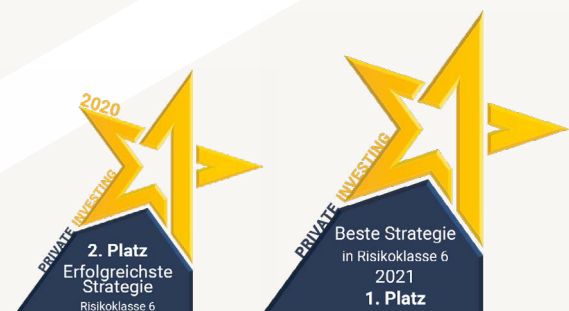 2020
PRIVATE INVESTING
2. Platz
Erfolgreichste
Strategie
Risikoklasse 6
PRIVATE INVESTING
Beste Strategie
in Risikoklasse 6
2021
1. Platz